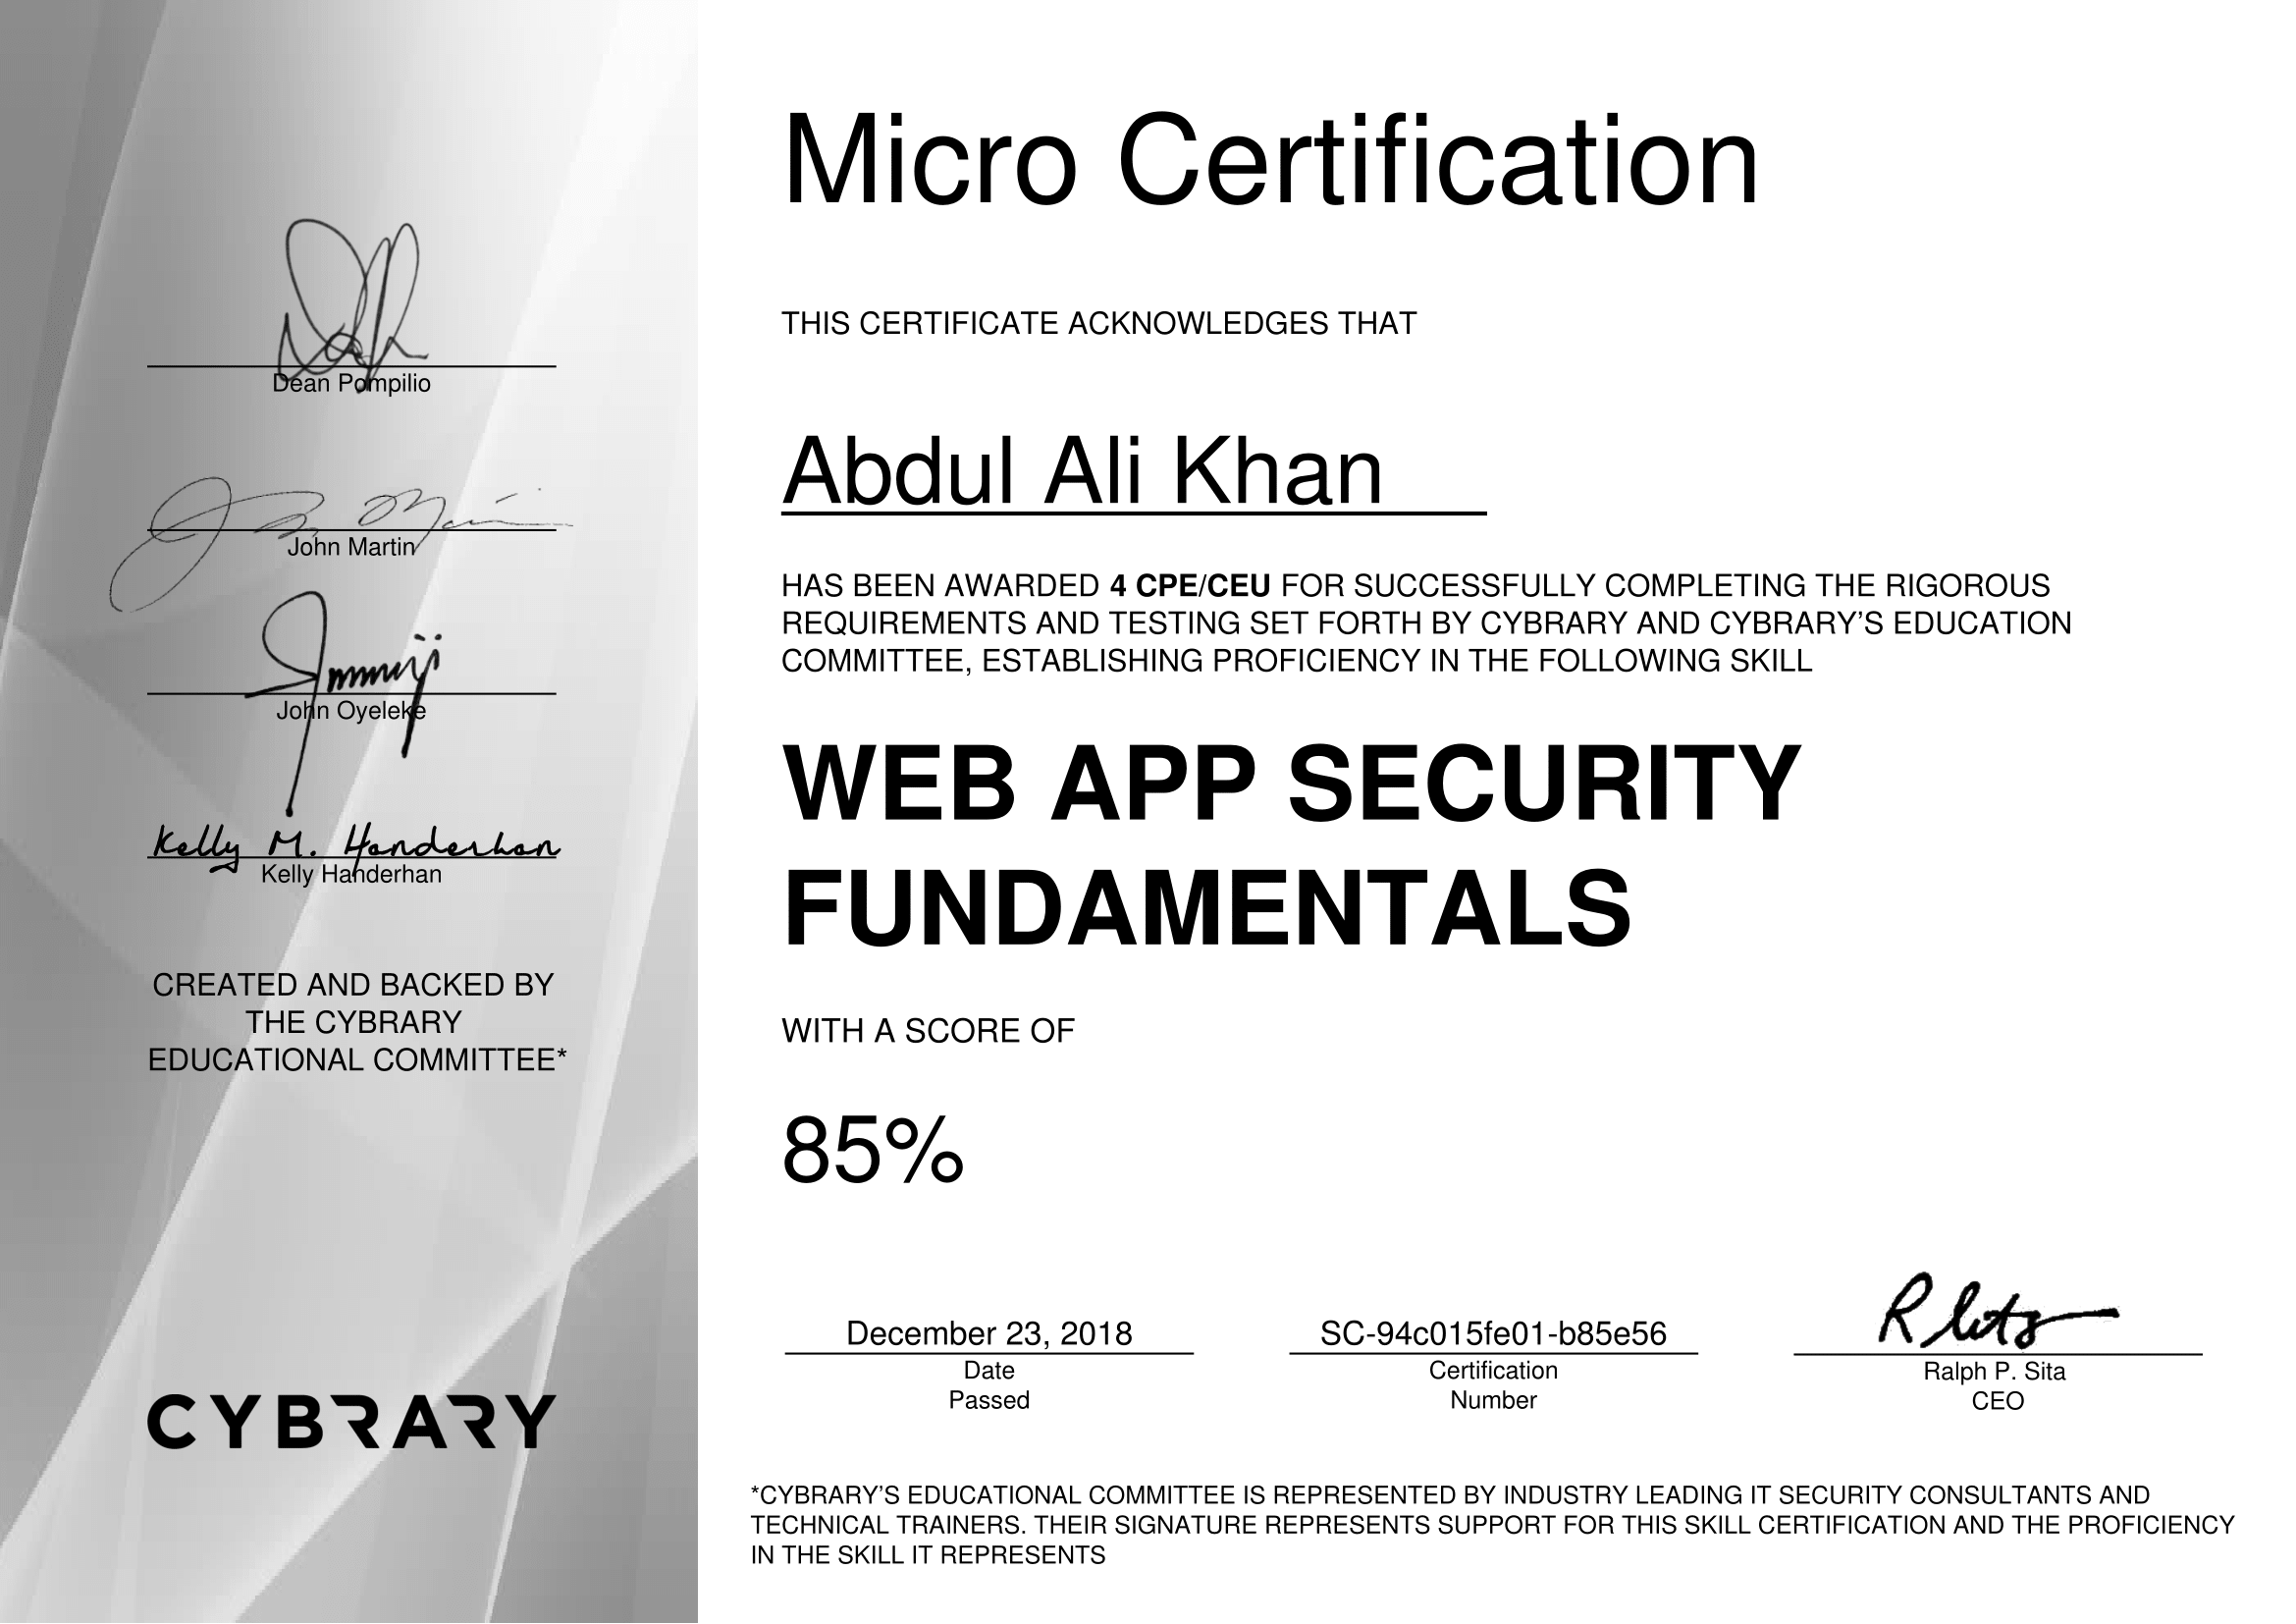 Micro Certification
THIS CERTIFICATE ACKNOWLEDGES THAT
Abdul Ali Khan
HAS BEEN AWARDED 4 CPE/CEU FOR SUCCESSFULLY COMPLETING THE RIGOROUS
REQUIREMENTS AND TESTING SET FORTH BY CYBRARY AND CYBRARY’S EDUCATION
COMMITTEE, ESTABLISHING PROFICIENCY IN THE FOLLOWING SKILL
WEB APP SECURITY
FUNDAMENTALS
WITH A SCORE OF
85%
December 23, 2018
Date
Passed
SC-94c015fe01-b85e56
Certification
Number
Ralph P. Sita
CEO
*CYBRARY’S EDUCATIONAL COMMITTEE IS REPRESENTED BY INDUSTRY LEADING IT SECURITY CONSULTANTS AND
TECHNICAL TRAINERS. THEIR SIGNATURE REPRESENTS SUPPORT FOR THIS SKILL CERTIFICATION AND THE PROFICIENCY
IN THE SKILL IT REPRESENTS
Dean Pompilio
John Martin
John Oyeleke
Kelly M. Handerhan
Kelly Handerhan
CREATED AND BACKED BY
THE CYBRARY
EDUCATIONAL COMMITTEE*
CYBRARY